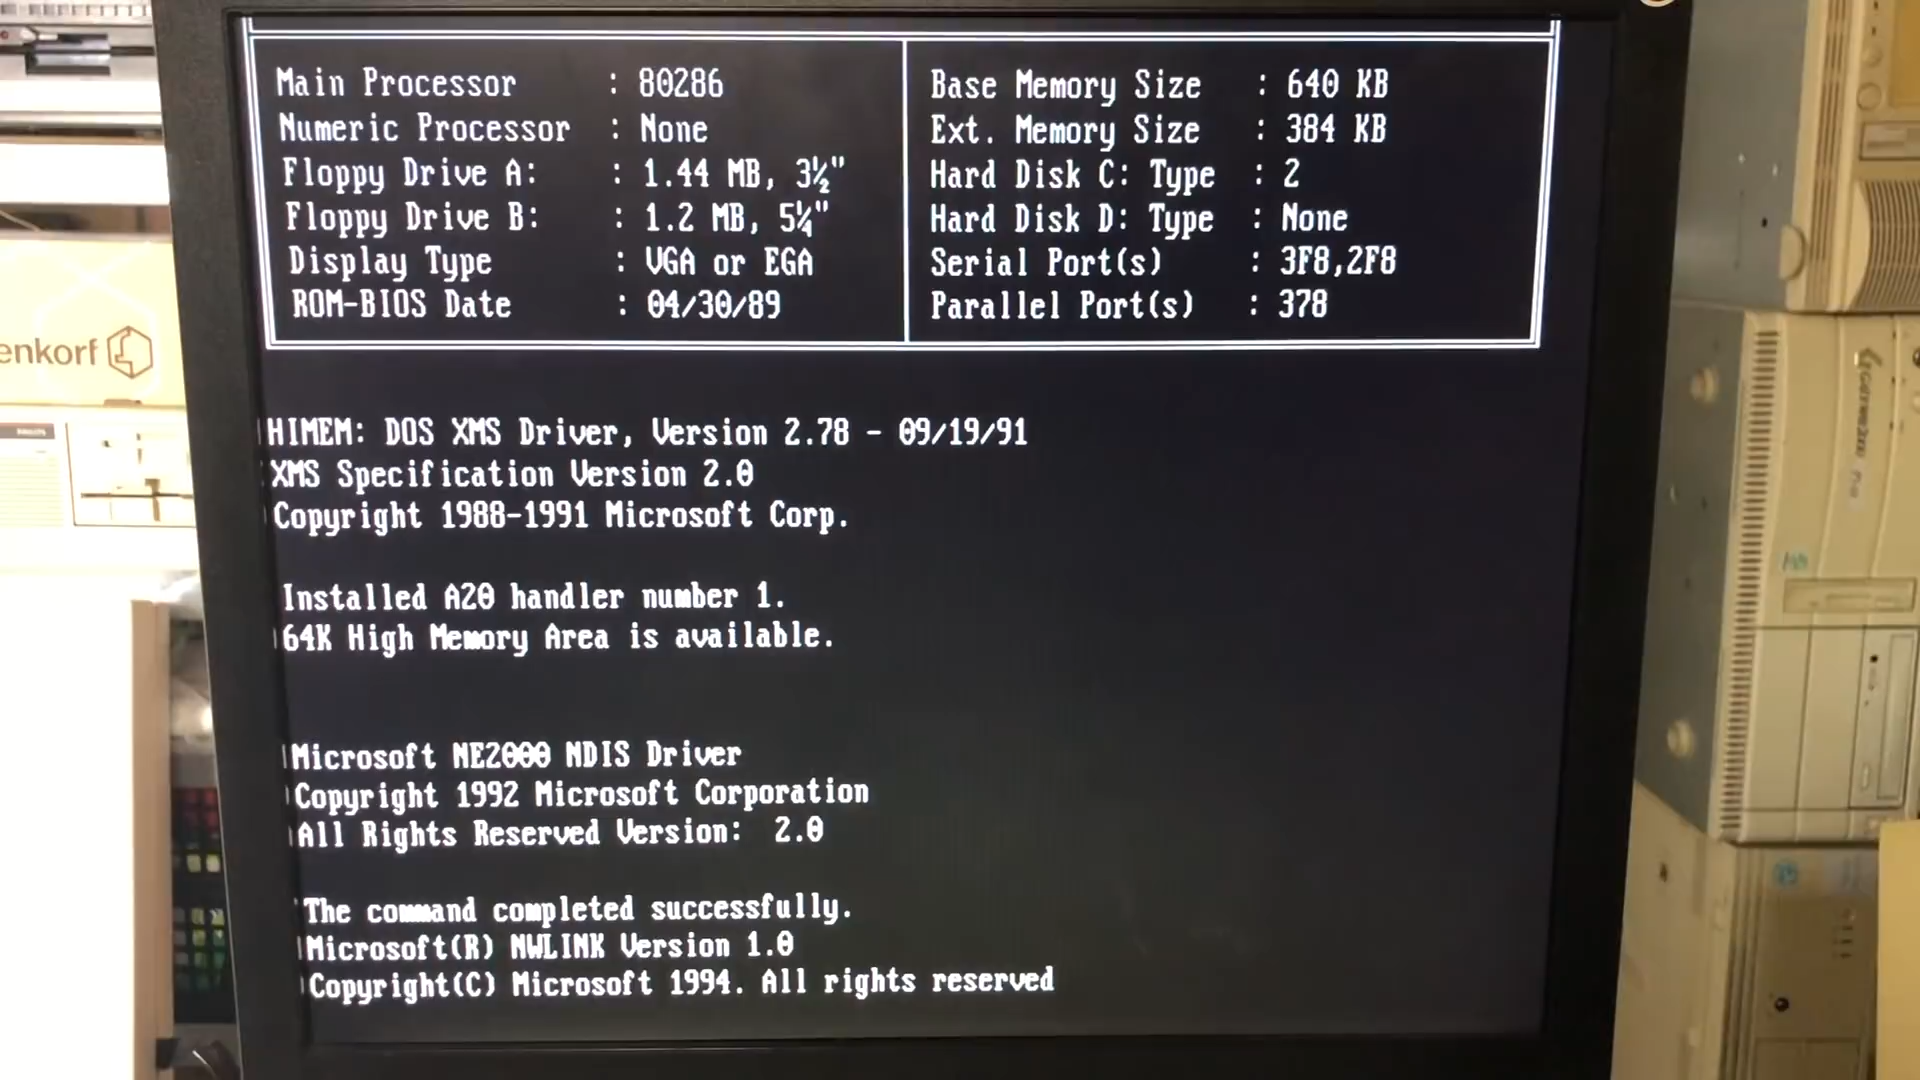 Main Processor : 80286
Numeric Processor : None
Floppy Drive A: : 1.44 MB, 3½"
Floppy Drive B: : 1.2 MB, 5¼"
Display Type : VGA or EGA
ROM-BIOS Date : 04/30/89
Base Memory Size : 640 KB
Ext. Memory Size : 384 KB
Hard Disk C: Type : 2
Hard Disk D: Type : None
Serial Port(s) : 3F8,2F8
Parallel Port(s) : 378
HIMEM: DOS XMS Driver, Version 2.78 - 09/19/91
XMS Specification Version 2.0
Copyright 1988-1991 Microsoft Corp.
Installed A20 handler number 1.
64K High Memory Area is available.
Microsoft NE2000 NDIS Driver
Copyright 1992 Microsoft Corporation
All Rights Reserved Version: 2.0
The command completed successfully.
Microsoft(R) NWLINK Version 1.0
Copyright(C) Microsoft 1994. All rights reserved
enkorf